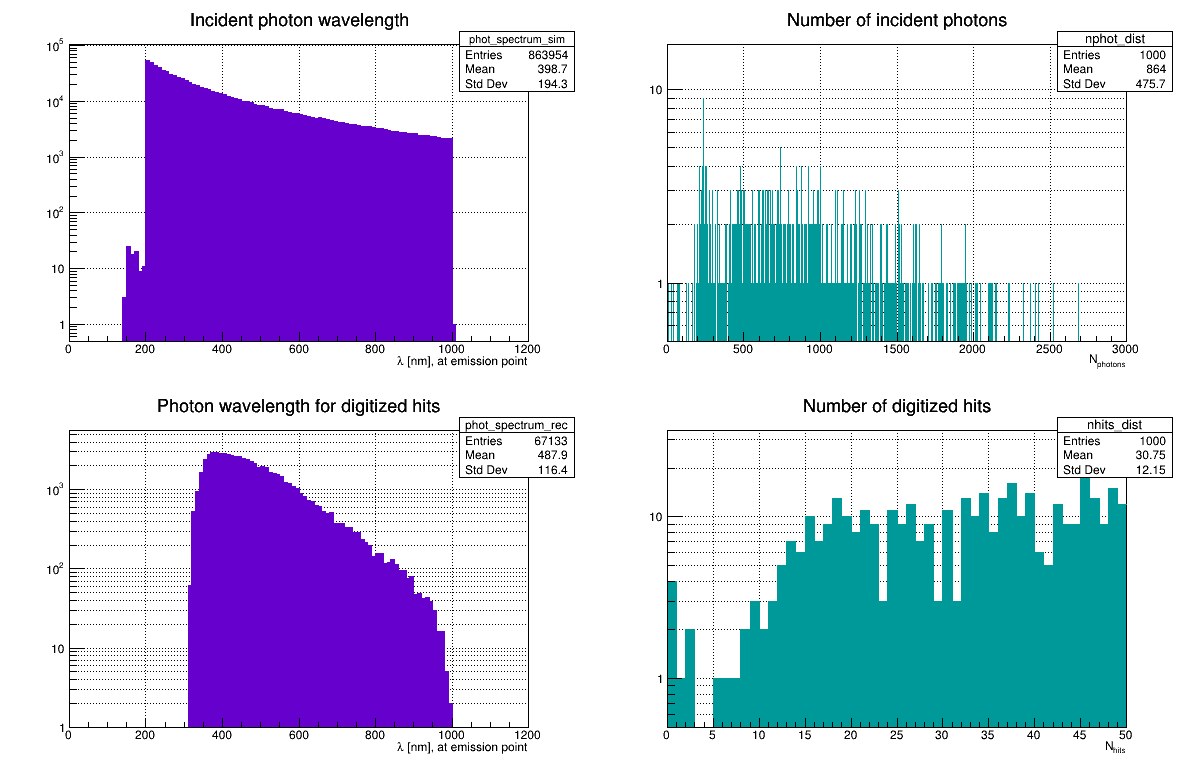 Incident photon wavelength
phot_spectrum_sim
Entries 863954
Mean 398.7
Std Dev 194.3
10^5
10^4
10^3
10^2
10
1
0 200 400 600 800 1000 1200
λ [nm], at emission point
Number of incident photons
nphot_dist
Entries 1000
Mean 864
Std Dev 475.7
10
1
0 500 1000 1500 2000 2500 3000
N_photons
Photon wavelength for digitized hits
phot_spectrum_rec
Entries 67133
Mean 487.9
Std Dev 116.4
10^3
10^2
10
1
0 200 400 600 800 1000 1200
λ [nm], at emission point
Number of digitized hits
nhits_dist
Entries 1000
Mean 30.75
Std Dev 12.15
10
1
0 5 10 15 20 25 30 35 40 45 50
N_hits